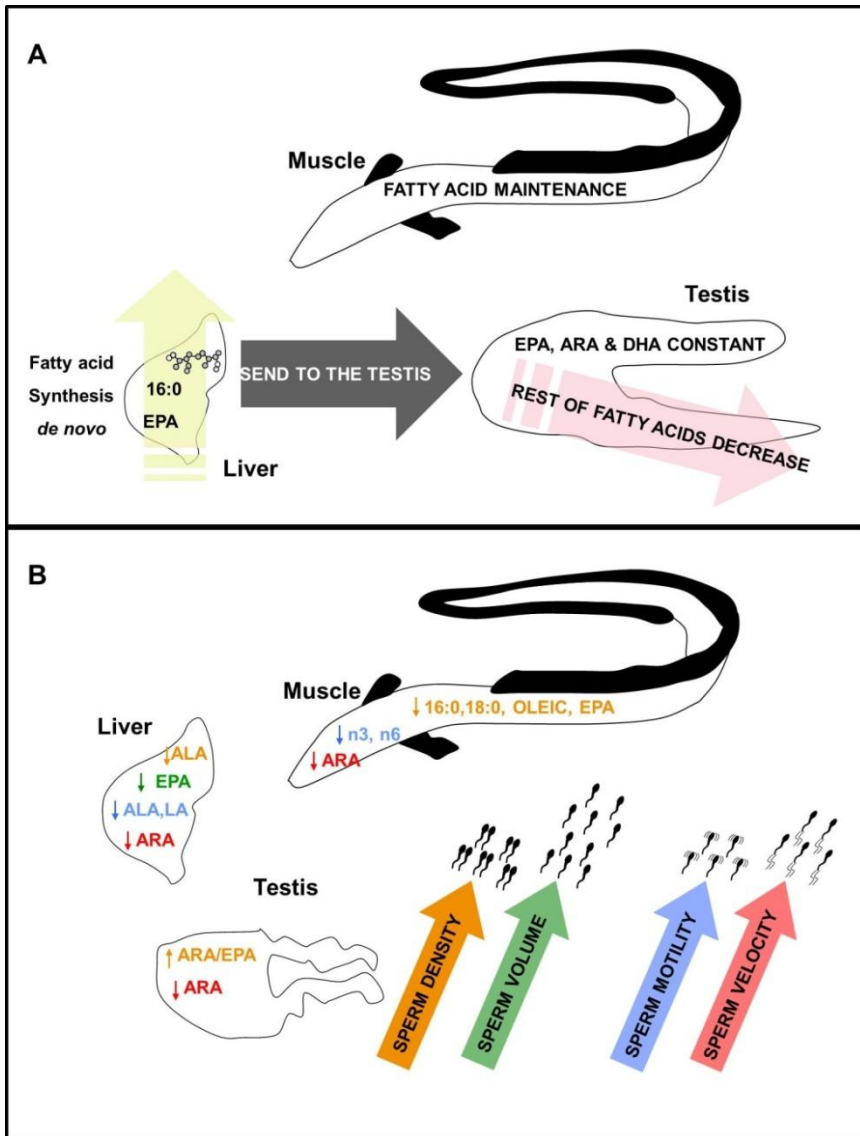 A
Muscle
FATTY ACID MAINTENANCE
Testis
Fatty acid
Synthesis
de novo
16:0
EPA
Liver
SEND TO THE TESTIS
EPA, ARA & DHA CONSTANT
REST OF FATTY ACIDS DECREASE
B
Muscle
↓ 16:0,18:0, OLEIC, EPA
↓ n3, n6
↓ ARA
Liver
↓ ALA
↓ EPA
↓ ALA,LA
↓ ARA
Testis
↑ ARA/EPA
↓ ARA
SPERM DENSITY
SPERM VOLUME
SPERM MOTILITY
SPERM VELOCITY